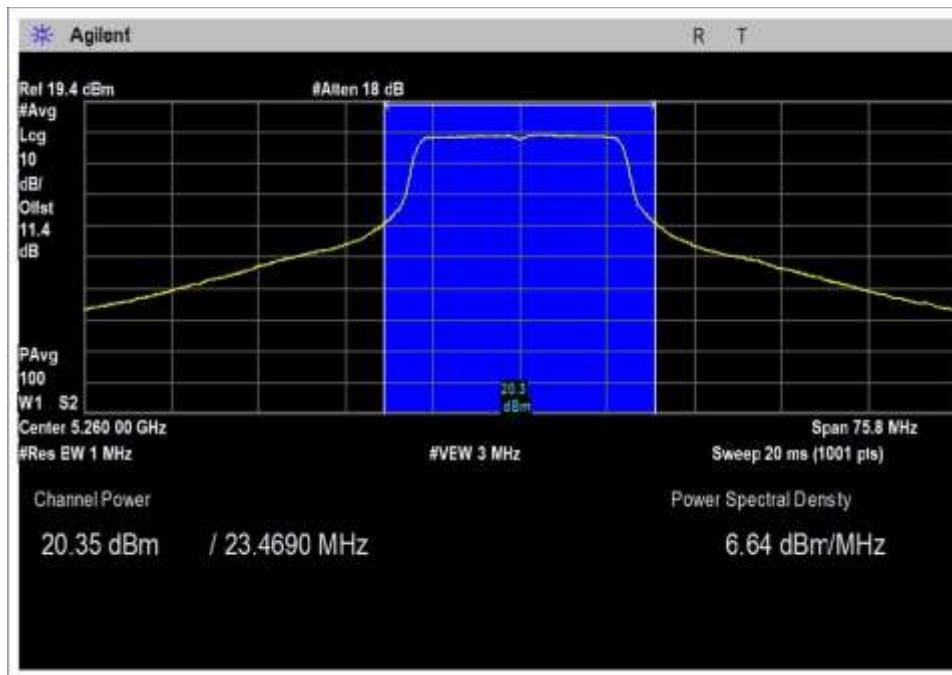 Agilent
R T
Ref 19.4 dBm
#Atten 18 dB
#Avg
Log
10
dB/
Offst
11.4
dB
PAvg
100
W1 S2
20.3
dBm
Center 5.260 00 GHz
Span 75.8 MHz
#Res BW 1 MHz
#VBW 3 MHz
Sweep 20 ms (1001 pts)
Channel Power
Power Spectral Density
20.35 dBm / 23.4690 MHz
6.64 dBm/MHz